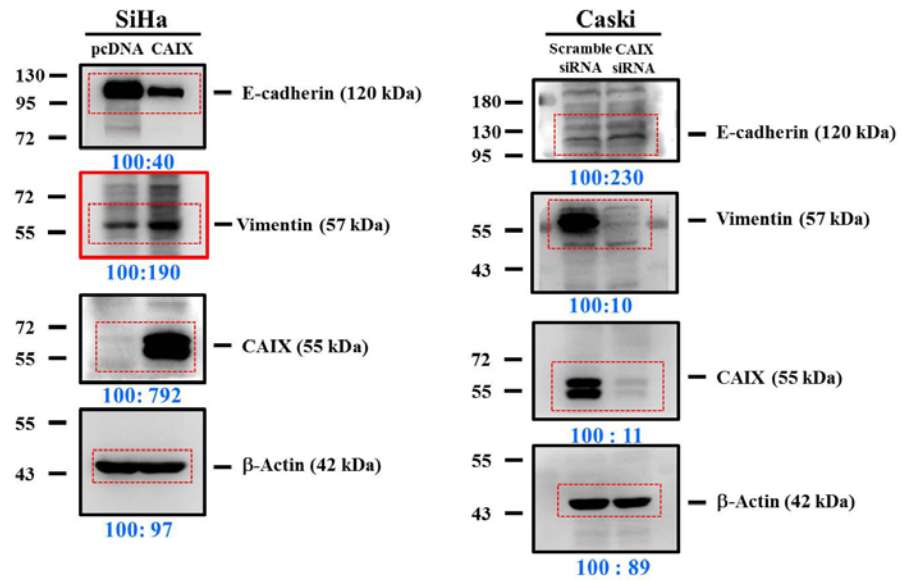 SiHa
pcDNA CAIX
130
95
72
E-cadherin (120 kDa)
100:40
72
55
Vimentin (57 kDa)
100:190
72
55
CAIX (55 kDa)
100: 792
55
43
β-Actin (42 kDa)
100: 97
Caski
Scramble CAIX
siRNA siRNA
180
130
95
E-cadherin (120 kDa)
100:230
55
43
Vimentin (57 kDa)
100:10
72
55
CAIX (55 kDa)
100 : 11
55
43
β-Actin (42 kDa)
100 : 89